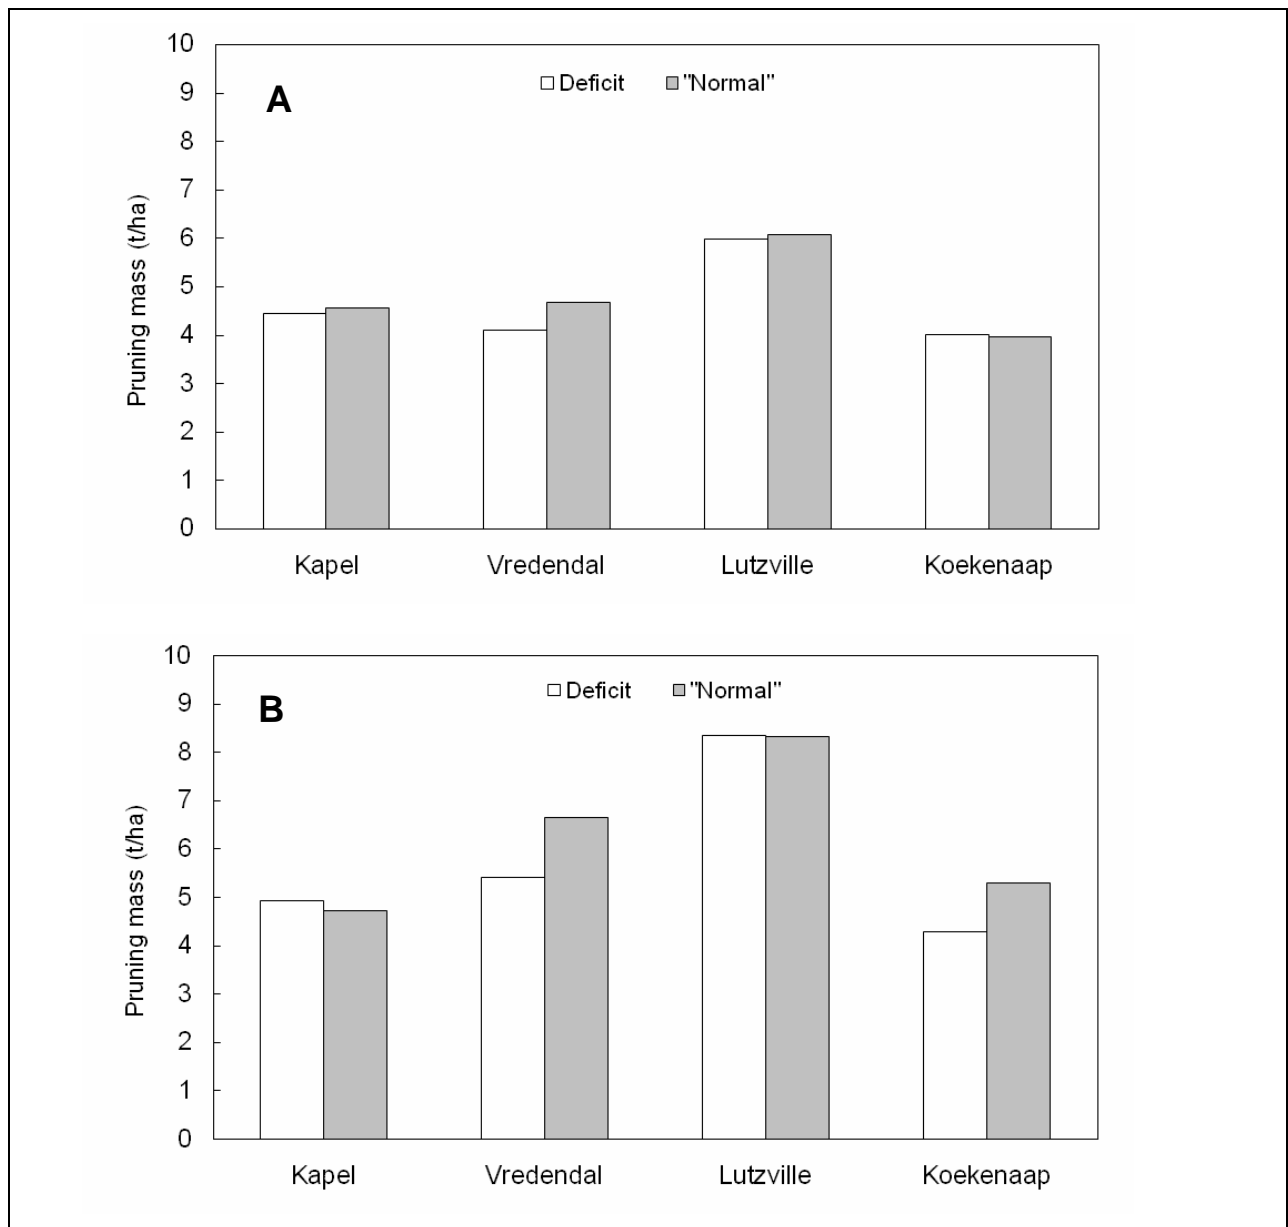 10
A
Deficit "Normal"
9
8
7
6
5
4
3
2
1
0
Pruning mass (t/ha)
Kapel Vredendal Lutzville Koekenaap
10
B
Deficit "Normal"
9
8
7
6
5
4
3
2
1
0
Pruning mass (t/ha)
Kapel Vredendal Lutzville Koekenaap